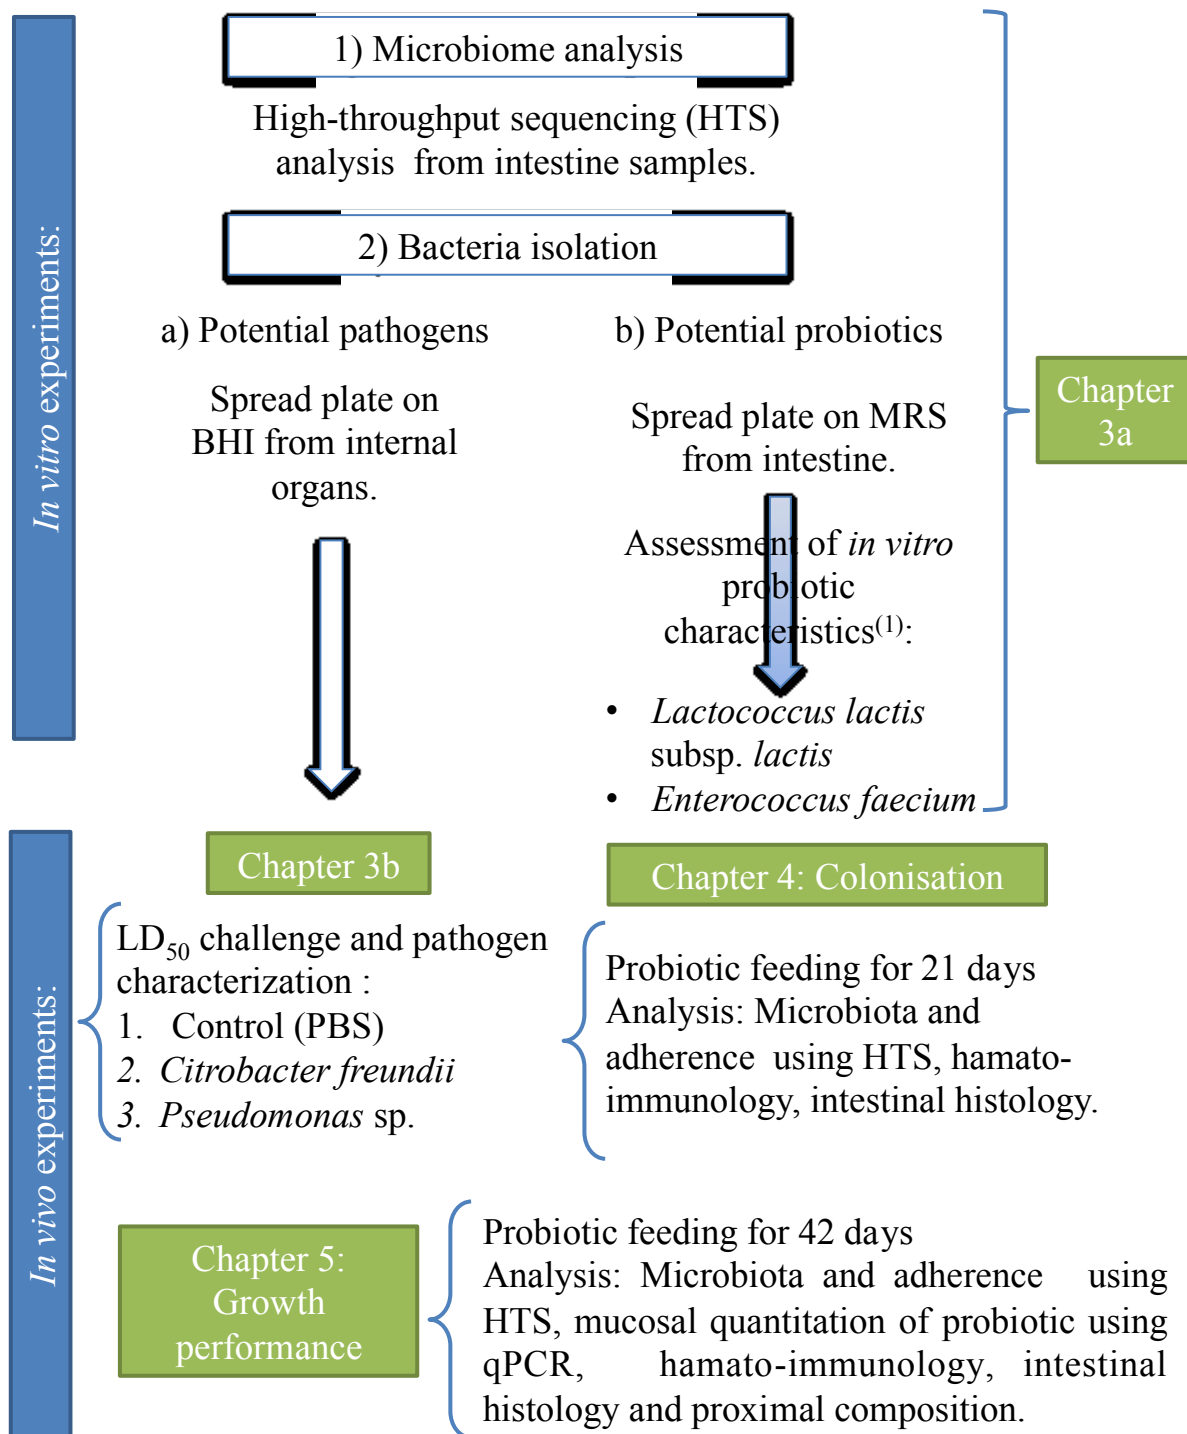 In vitro experiments:
1) Microbiome analysis
High-throughput sequencing (HTS)
analysis from intestine samples.
2) Bacteria isolation
a) Potential pathogens
Spread plate on
BHI from internal
organs.
b) Potential probiotics
Spread plate on MRS
from intestine.
Assessment of in vitro
probiotic
characteristics(1):
• Lactococcus lactis
subsp. lactis
• Enterococcus faecium
Chapter
3a
In vivo experiments:
Chapter 3b
LD50 challenge and pathogen
characterization :
1. Control (PBS)
2. Citrobacter freundii
3. Pseudomonas sp.
Chapter 4: Colonisation
Probiotic feeding for 21 days
Analysis: Microbiota and
adherence using HTS, hamato-
immunology, intestinal histology.
Chapter 5:
Growth
performance
Probiotic feeding for 42 days
Analysis: Microbiota and adherence using
HTS, mucosal quantitation of probiotic using
qPCR, hamato-immunology, intestinal
histology and proximal composition.